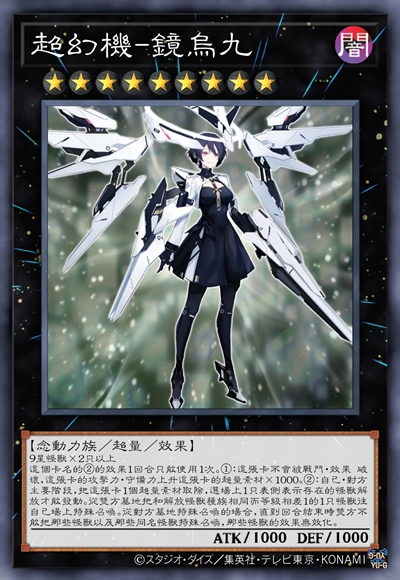 超幻機-鏡烏九
闇
【念動力族/超量/效果】
9星怪獸×2只以上
這個卡名的②的效果1回合只能使用1次。①:這張卡不會被戰鬥·效果 破
壞,這張卡的攻擊力·守備力上升這張卡的超量素材×1000。②:自己·對方
主要階段,把這張卡1個超量素材取除,選場上1只表側表示存在的怪獸解
放才能發動。從雙方墓地把和解放怪獸種族相同而等級相差1的1只怪獸往
自己場上特殊召喚。從對方墓地特殊召喚的場合,直到回合結束時雙方不
能把那些怪獸以及那些同名怪獸特殊召喚,那些怪獸的效果無效化。
ATK/1000 DEF/1000
©スタジオ·ダイス/集英社·テレビ東京·KONAMI
YU-G